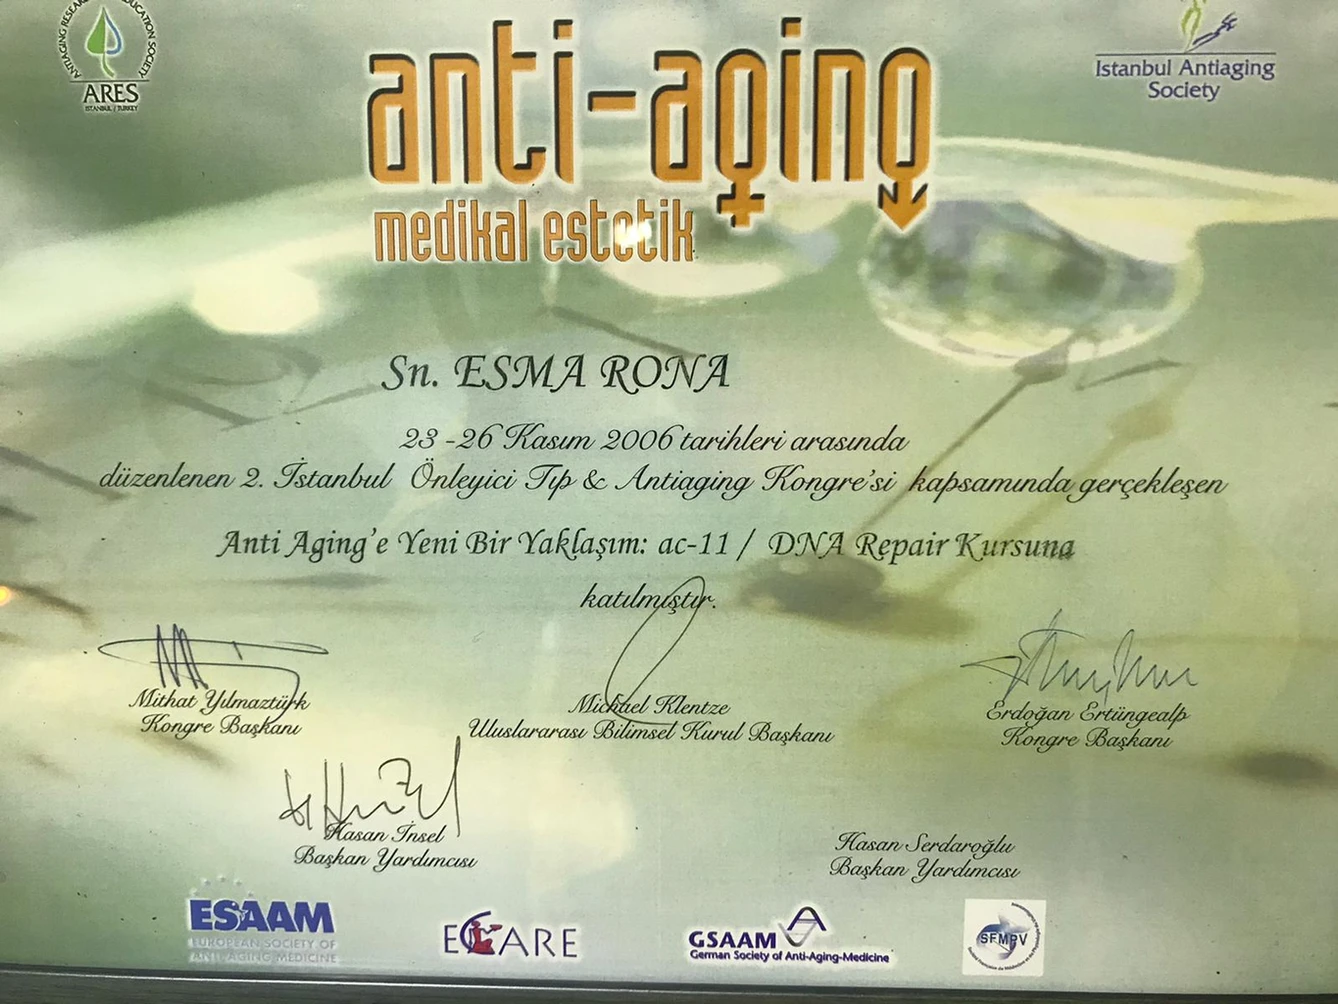 ANTIAGING RESEARCH EDUCATION SOCIETY
ARES
ISTANBUL / TURKEY
anti-aging
medikal estetik
Istanbul Antiaging
Society
Sn. ESMA RONA
23 -26 Kasım 2006 tarihleri arasında
düzenlenen 2. İstanbul Önleyici Tıp & Antiaging Kongre'si kapsamında gerçekleşen
Anti Aging'e Yeni Bir Yaklaşım: ac-11 / DNA Repair Kursuna
katılmıştır.
Mithat Yılmaztürk
Kongre Başkanı
Michael Klentze
Uluslararası Bilimsel Kurul Başkanı
Erdoğan Ertüngealp
Kongre Başkanı
Hasan İnsel
Başkan Yardımcısı
Hasan Serdaroğlu
Başkan Yardımcısı
ESAAM
EUROPEAN SOCIETY OF
ANTI-AGING MEDICINE
ECARE
GSAAM
German Society of Anti-Aging-Medicine
SFMPV